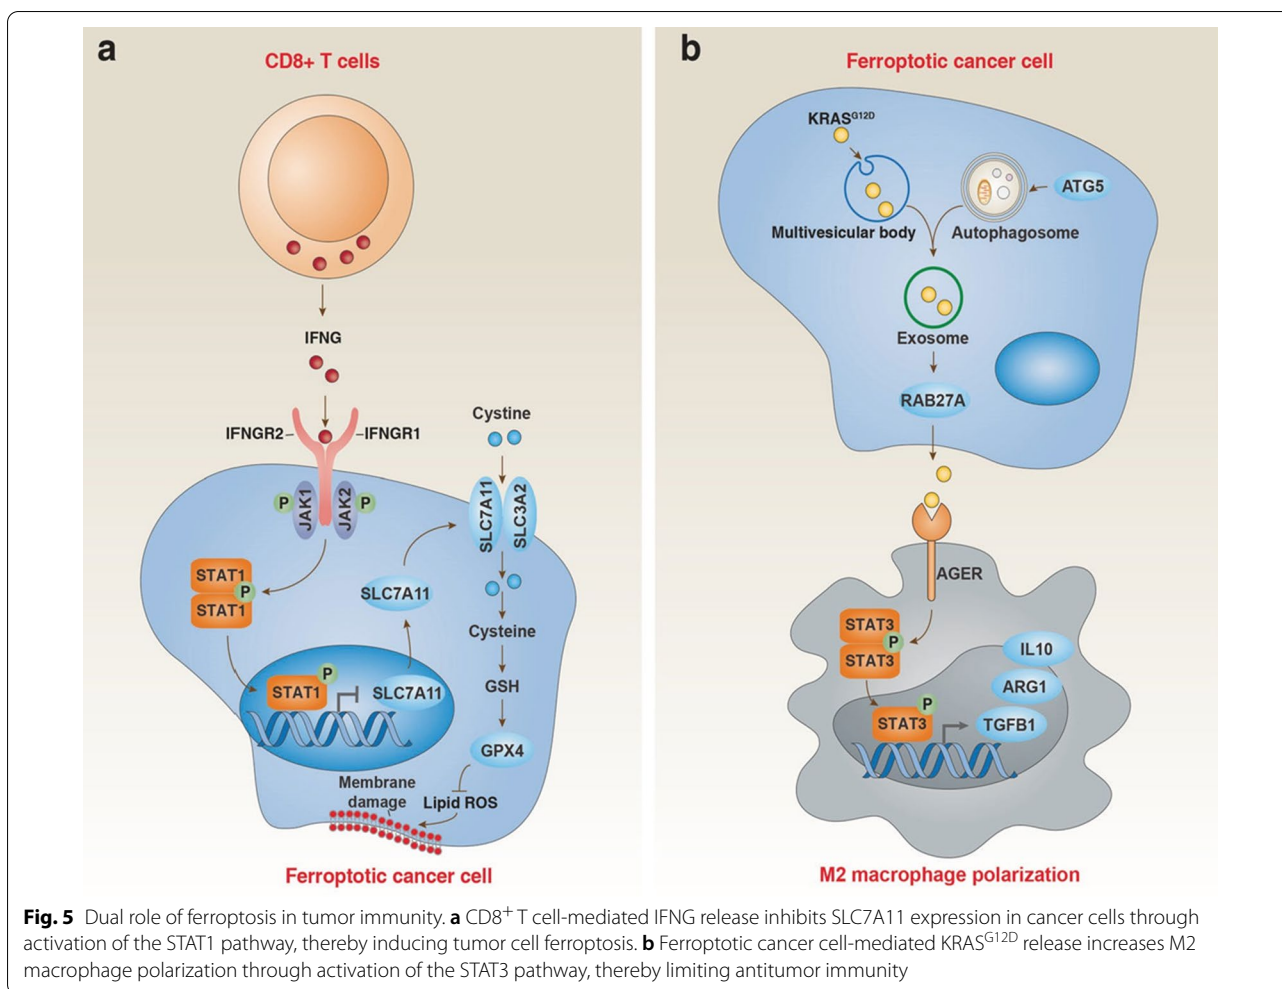 a
CD8+ T cells
IFNG
IFNGR2
IFNGR1
P
JAK1
JAK2
P
Cystine
SLC7A11
SLC3A2
STAT1
P
STAT1
SLC7A11
Cysteine
GSH
P
STAT1
SLC7A11
GPX4
Membrane
damage
Lipid ROS
Ferroptotic cancer cell
b
Ferroptotic cancer cell
KRASG12D
ATG5
Multivesicular body
Autophagosome
Exosome
RAB27A
AGER
STAT3
P
STAT3
IL10
ARG1
P
STAT3
TGFB1
M2 macrophage polarization
Fig. 5 Dual role of ferroptosis in tumor immunity. a CD8+ T cell-mediated IFNG release inhibits SLC7A11 expression in cancer cells through
activation of the STAT1 pathway, thereby inducing tumor cell ferroptosis. b Ferroptotic cancer cell-mediated KRASG12D release increases M2
macrophage polarization through activation of the STAT3 pathway, thereby limiting antitumor immunity